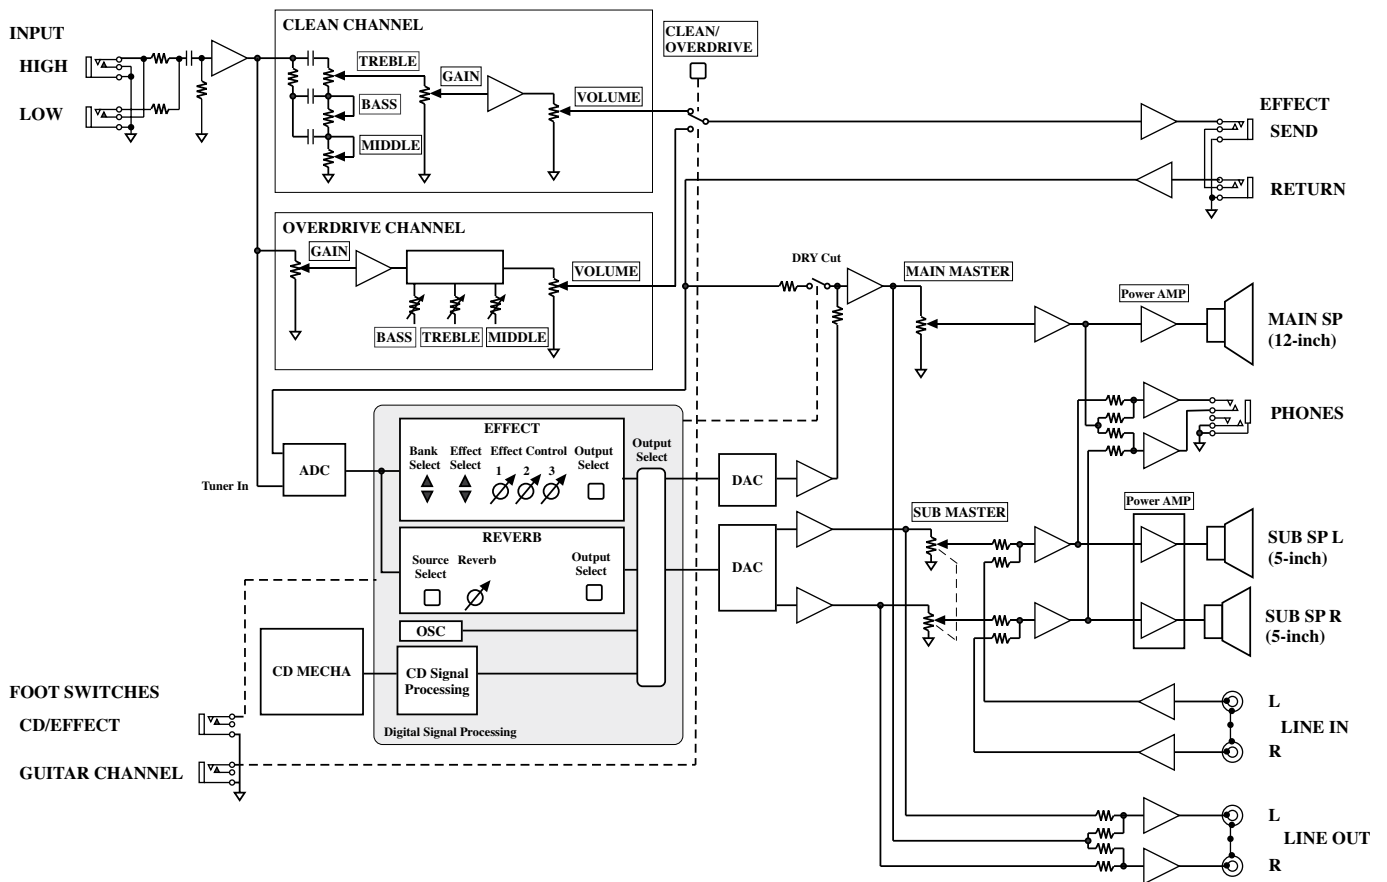 INPUT
HIGH
LOW
CLEAN CHANNEL
TREBLE
BASS
MIDDLE
GAIN
VOLUME
CLEAN/
OVERDRIVE
EFFECT
SEND
RETURN
OVERDRIVE CHANNEL
GAIN
BASS
TREBLE
MIDDLE
VOLUME
DRY Cut
MAIN MASTER
Power AMP
MAIN SP
(12-inch)
PHONES
ADC
Tuner In
EFFECT
Bank
Select
Effect
Select
Effect Control
1
2
3
Output
Select
Output
Select
REVERB
Source
Select
Reverb
Output
Select
OSC
CD MECHA
CD Signal
Processing
Digital Signal Processing
DAC
DAC
SUB MASTER
Power AMP
SUB SP L
(5-inch)
SUB SP R
(5-inch)
FOOT SWITCHES
CD/EFFECT
GUITAR CHANNEL
L
LINE IN
R
L
LINE OUT
R